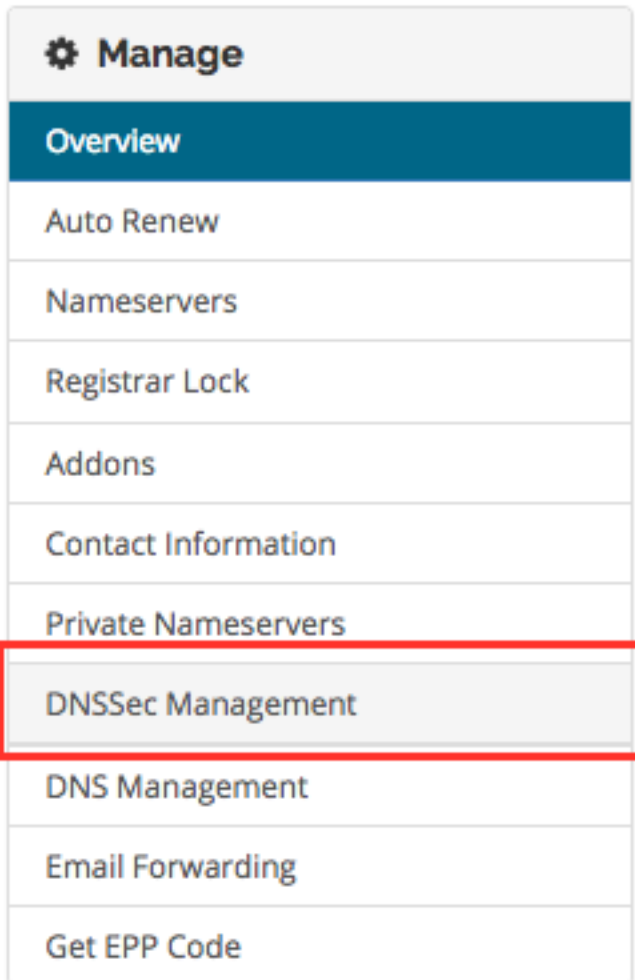 Manage
Overview
Auto Renew
Nameservers
Registrar Lock
Addons
Contact Information
Private Nameservers
DNSSec Management
DNS Management
Email Forwarding
Get EPP Code